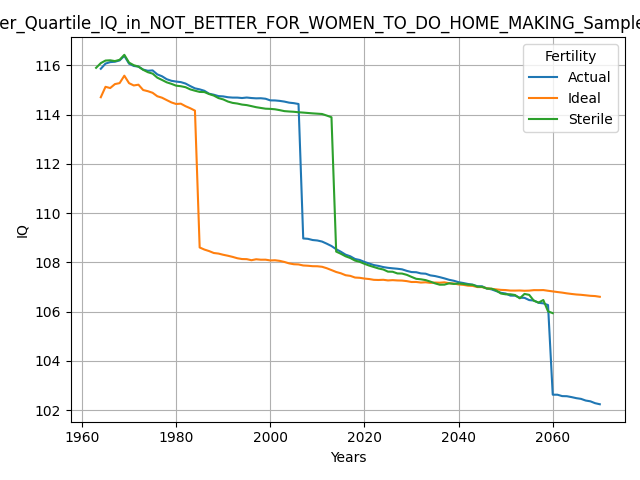 er_Quartile_IQ_in_NOT_BETTER_FOR_WOMEN_TO_DO_HOME_MAKING_Sample
Fertility
Actual
Ideal
Sterile
IQ
116
114
112
110
108
106
104
102
1960 1980 2000 2020 2040 2060
Years